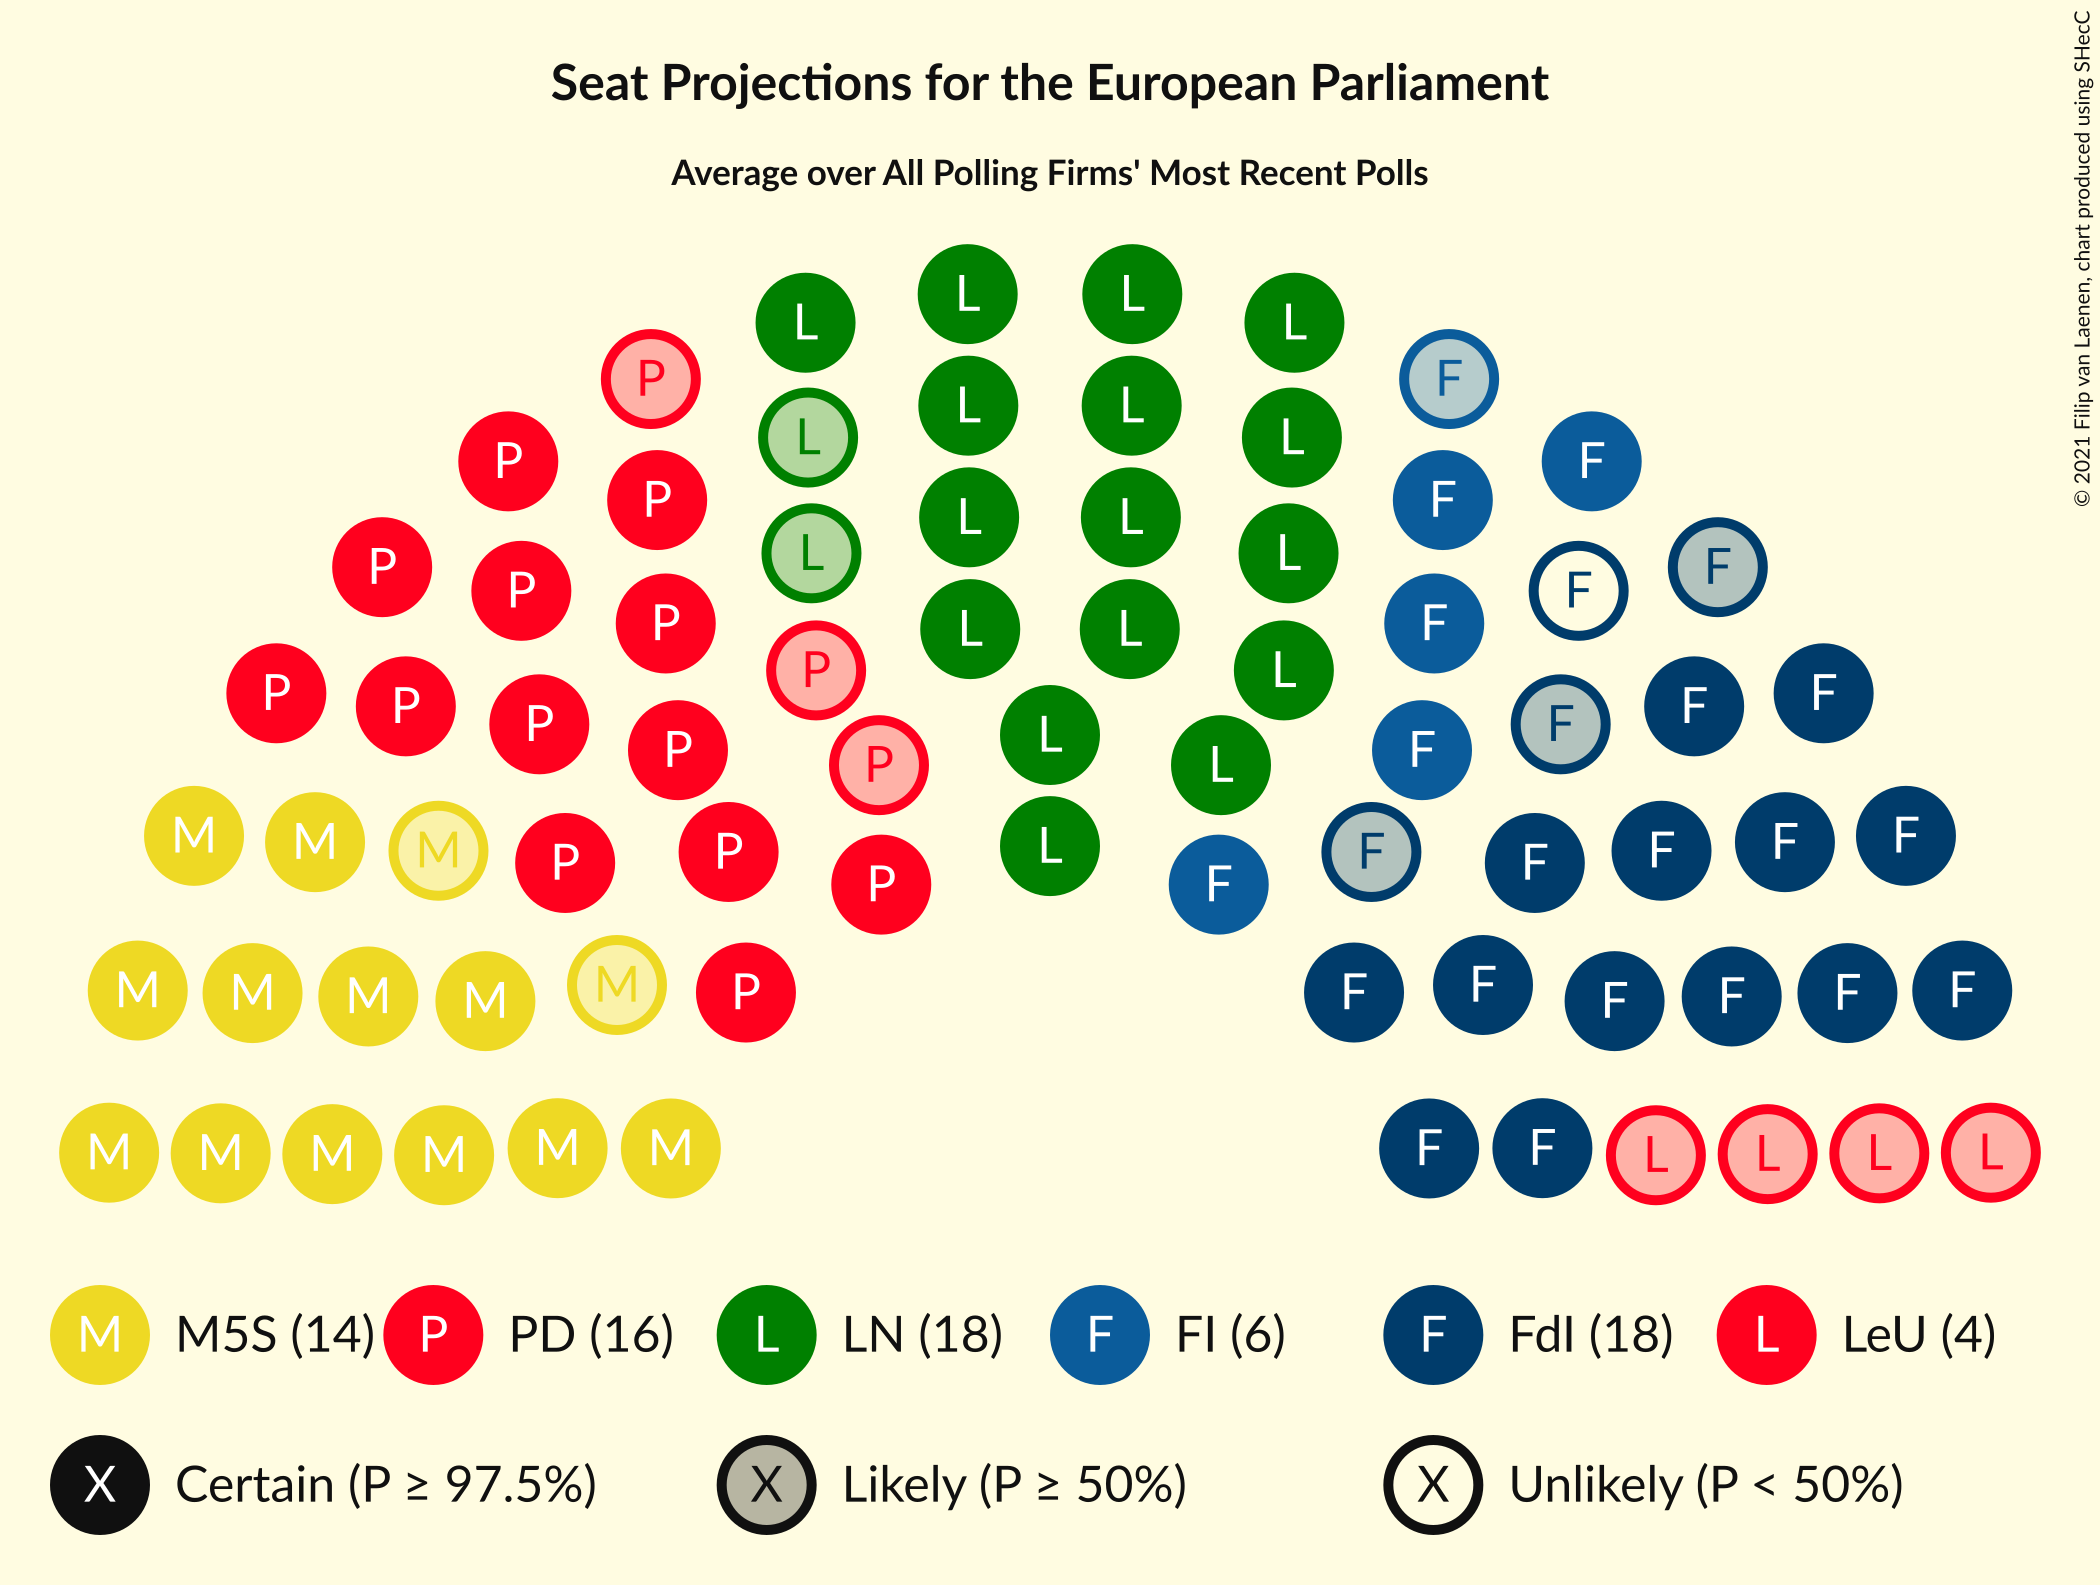 Seat Projections for the European Parliament
Average over All Polling Firms' Most Recent Polls
© 2021 Filip van Laenen, chart produced using SHecC
L L
L L
P F
L L
L L
P F
L L
P F
L L
L L
P F
P F
P F
L L
P F
L L
P L
P F
P P F F
P P F F
L
P L
M M M P P L F F F F F
P F
M M M M M P F F F F F F
M M M M M M F F L L L L
M M5S (14) P PD (16) L LN (18) F FI (6) F FdI (18) L LeU (4)
X Certain (P ≥ 97.5%) X Likely (P ≥ 50%) X Unlikely (P < 50%)